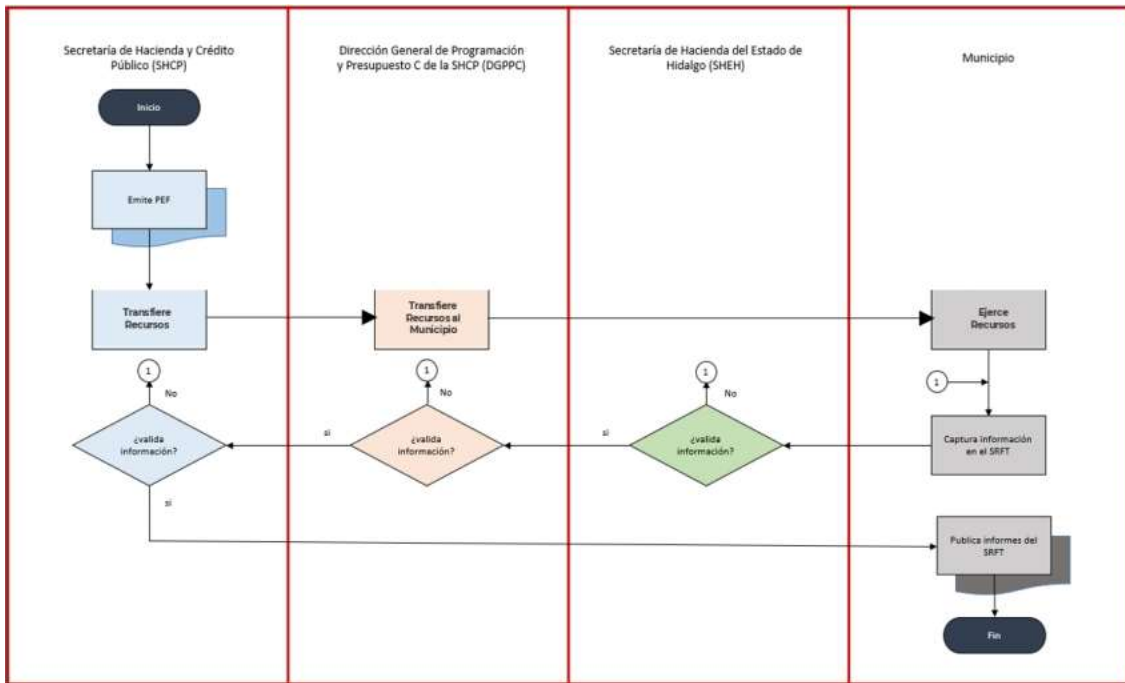 Secretaría de Hacienda y Crédito
Público (SHCP)
Dirección General de Programación
y Presupuesto C de la SHCP (DGPPC)
Secretaría de Hacienda del Estado de
Hidalgo (SHEH)
Municipio
Inicio
Emite PEF
Transfiere
Recursos
Transfiere
Recursos al
Municipio
Ejerce
Recursos
1
No
1
No
1
No
1
¿valida
información?
si
¿valida
información?
si
¿valida
información?
Captura información
en el SRFT
si
Publica informes del
SRFT
Fin